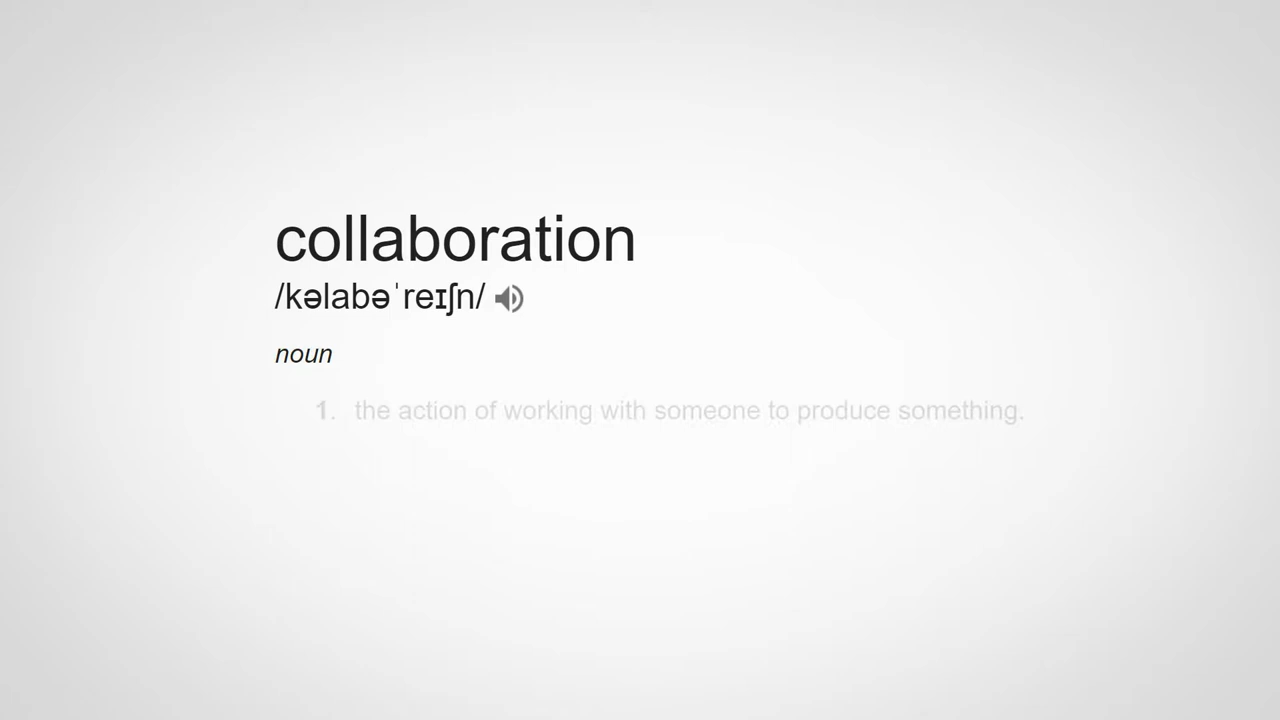 collaboration
/kəlabəˈreɪʃn/
noun
1. the action of working with someone to produce something.